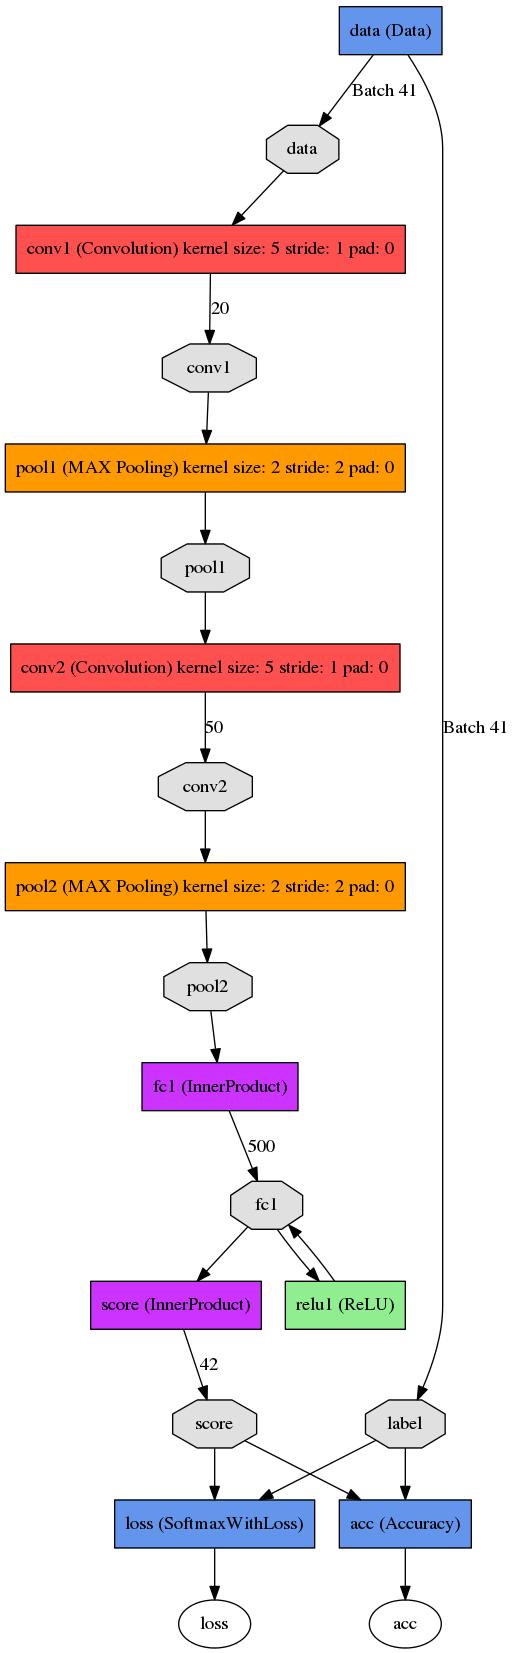 data (Data)
Batch 41
data
conv1 (Convolution) kernel size: 5 stride: 1 pad: 0
20
conv1
pool1 (MAX Pooling) kernel size: 2 stride: 2 pad: 0
pool1
conv2 (Convolution) kernel size: 5 stride: 1 pad: 0
50
Batch 41
conv2
pool2 (MAX Pooling) kernel size: 2 stride: 2 pad: 0
pool2
fc1 (InnerProduct)
500
fc1
score (InnerProduct)
relu1 (ReLU)
42
score
label
loss (SoftmaxWithLoss)
acc (Accuracy)
loss
acc